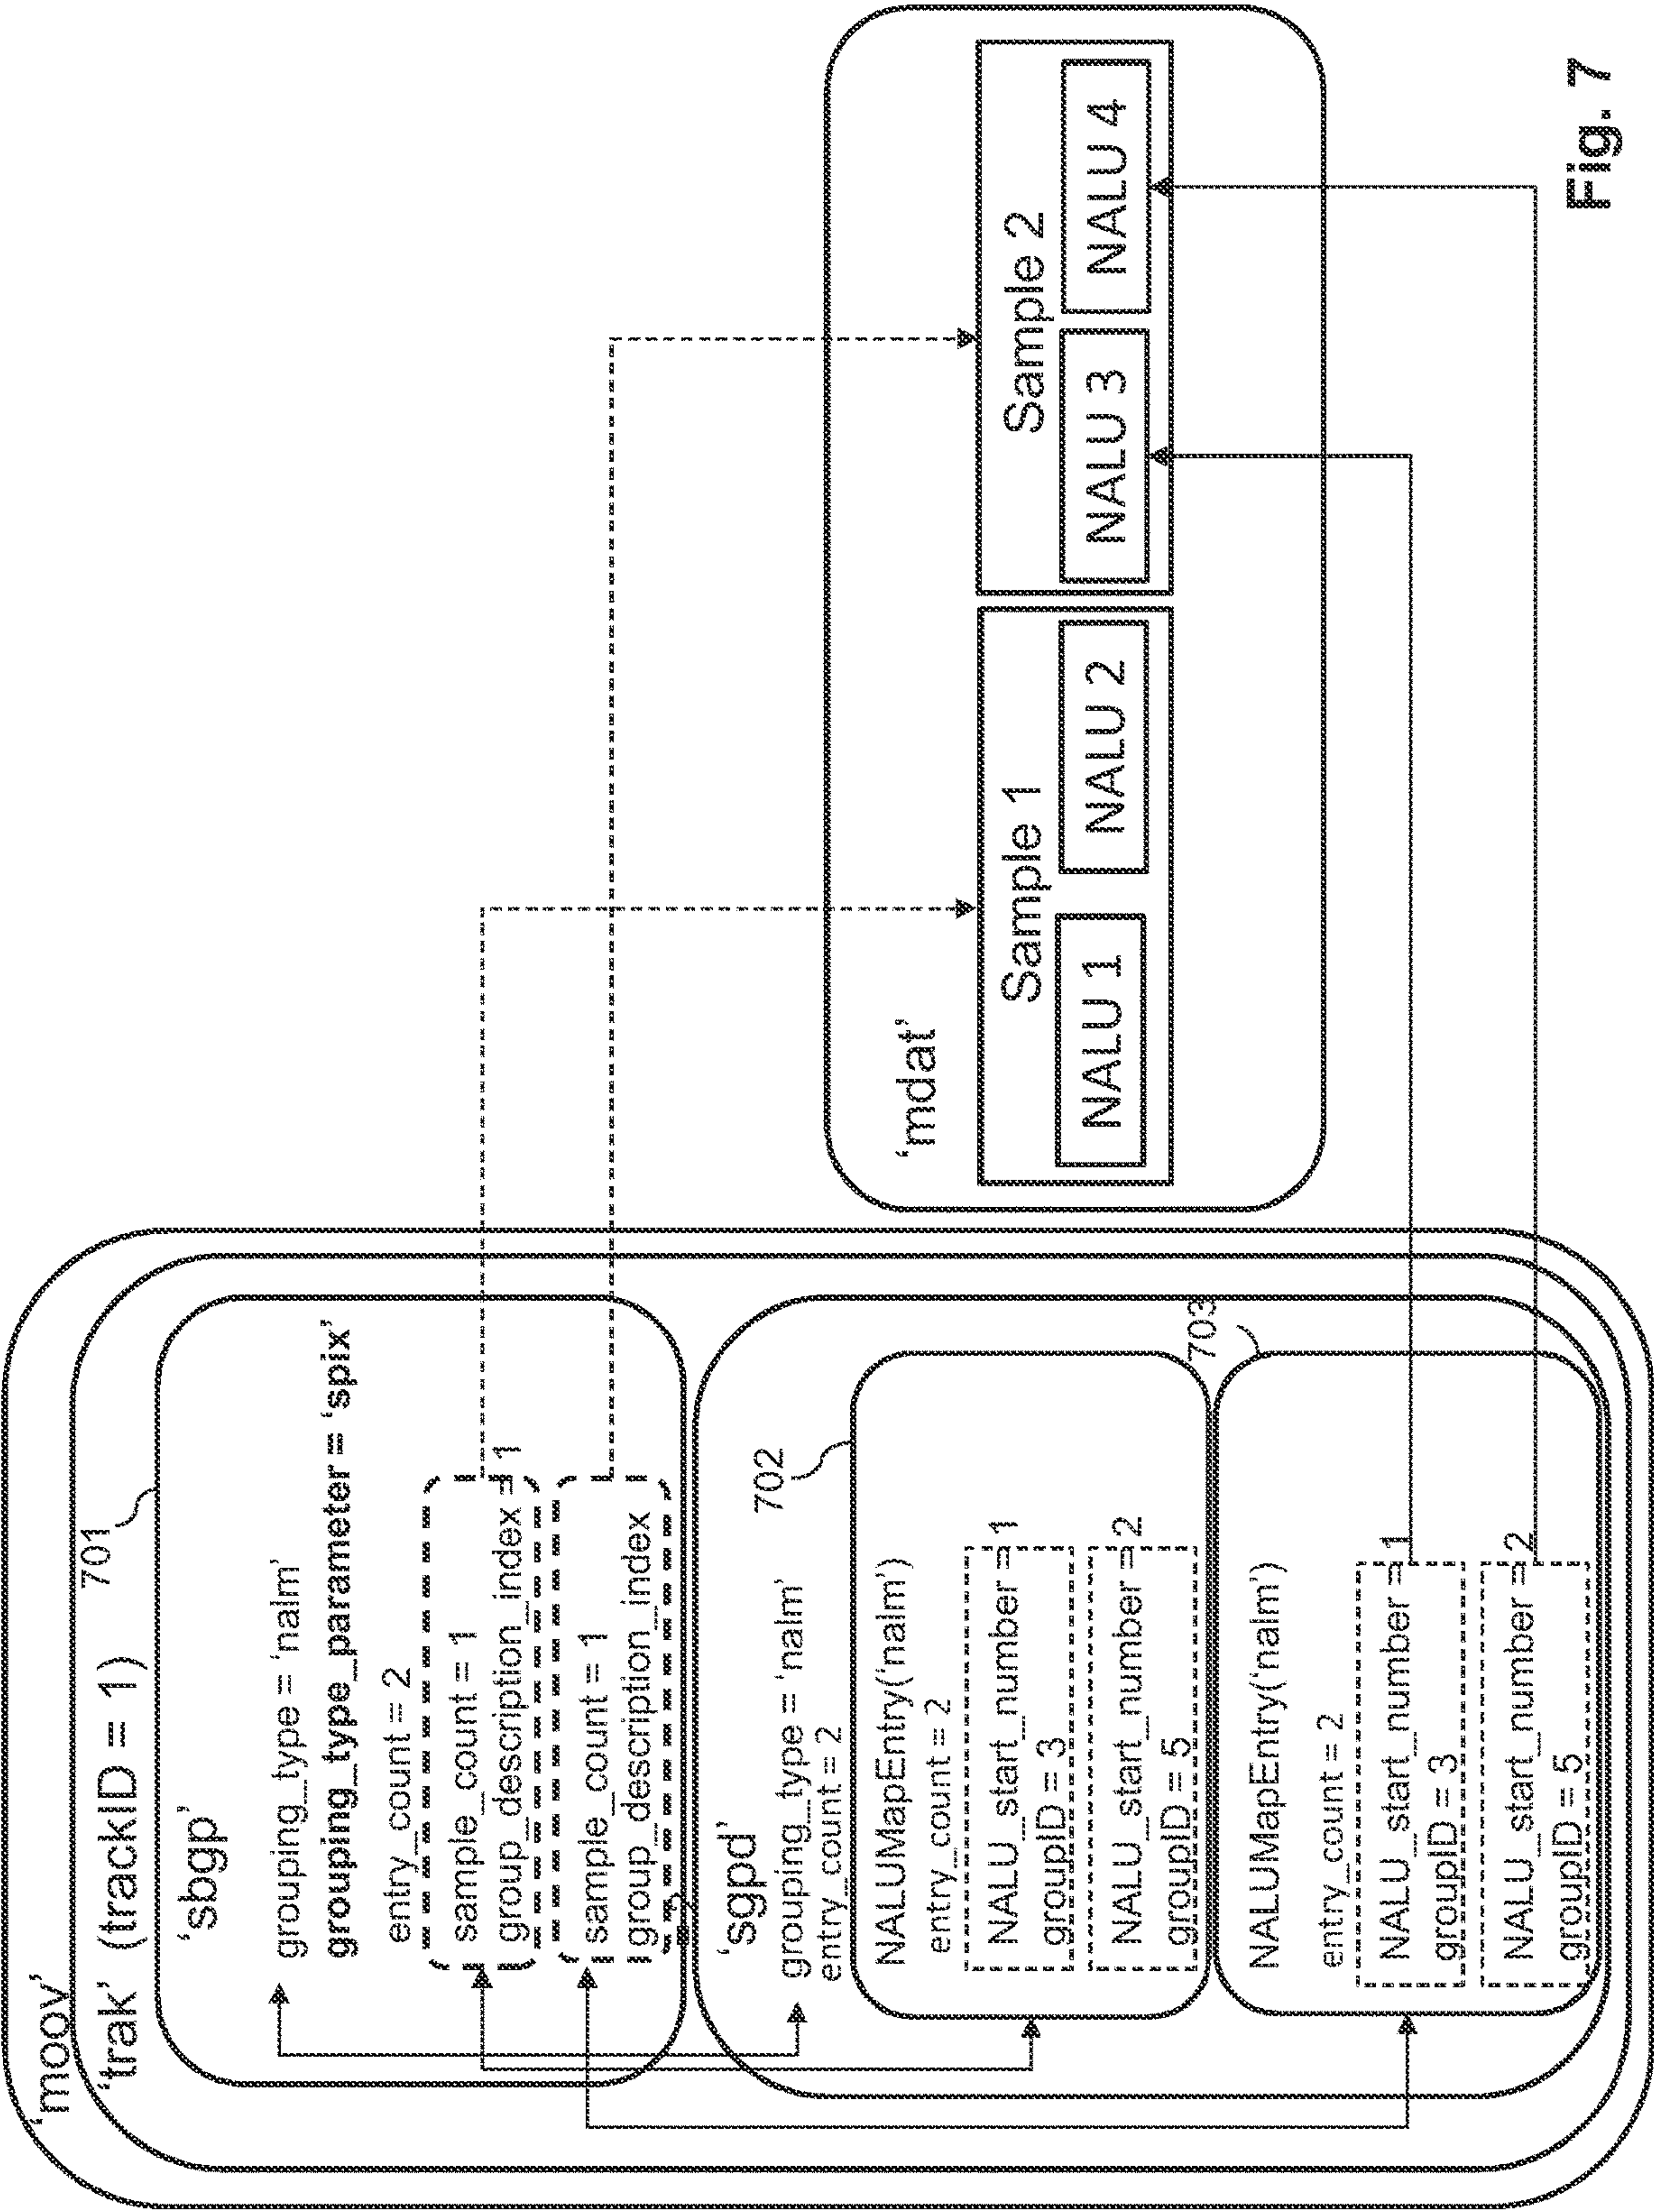 'moov'
'trak' (trackID = 1)
701
'sbgp'
grouping_type = 'nalm'
grouping_type_parameter = 'spix'
entry_count = 2
sample_count = 1
group_description_index = 1
sample_count = 1
group_description_index
'sgpd'
702
grouping_type = 'nalm'
entry_count = 2
NALUMapEntry('nalm')
entry_count = 2
NALU_start_number = 1
groupID = 3
NALU_start_number = 2
groupID = 5
703
NALUMapEntry('nalm')
entry_count = 2
NALU_start_number = 1
groupID = 3
NALU_start_number = 2
groupID = 5
'mdat'
Sample 1
NALU 1
NALU 2
Sample 2
NALU 3
NALU 4
Fig. 7